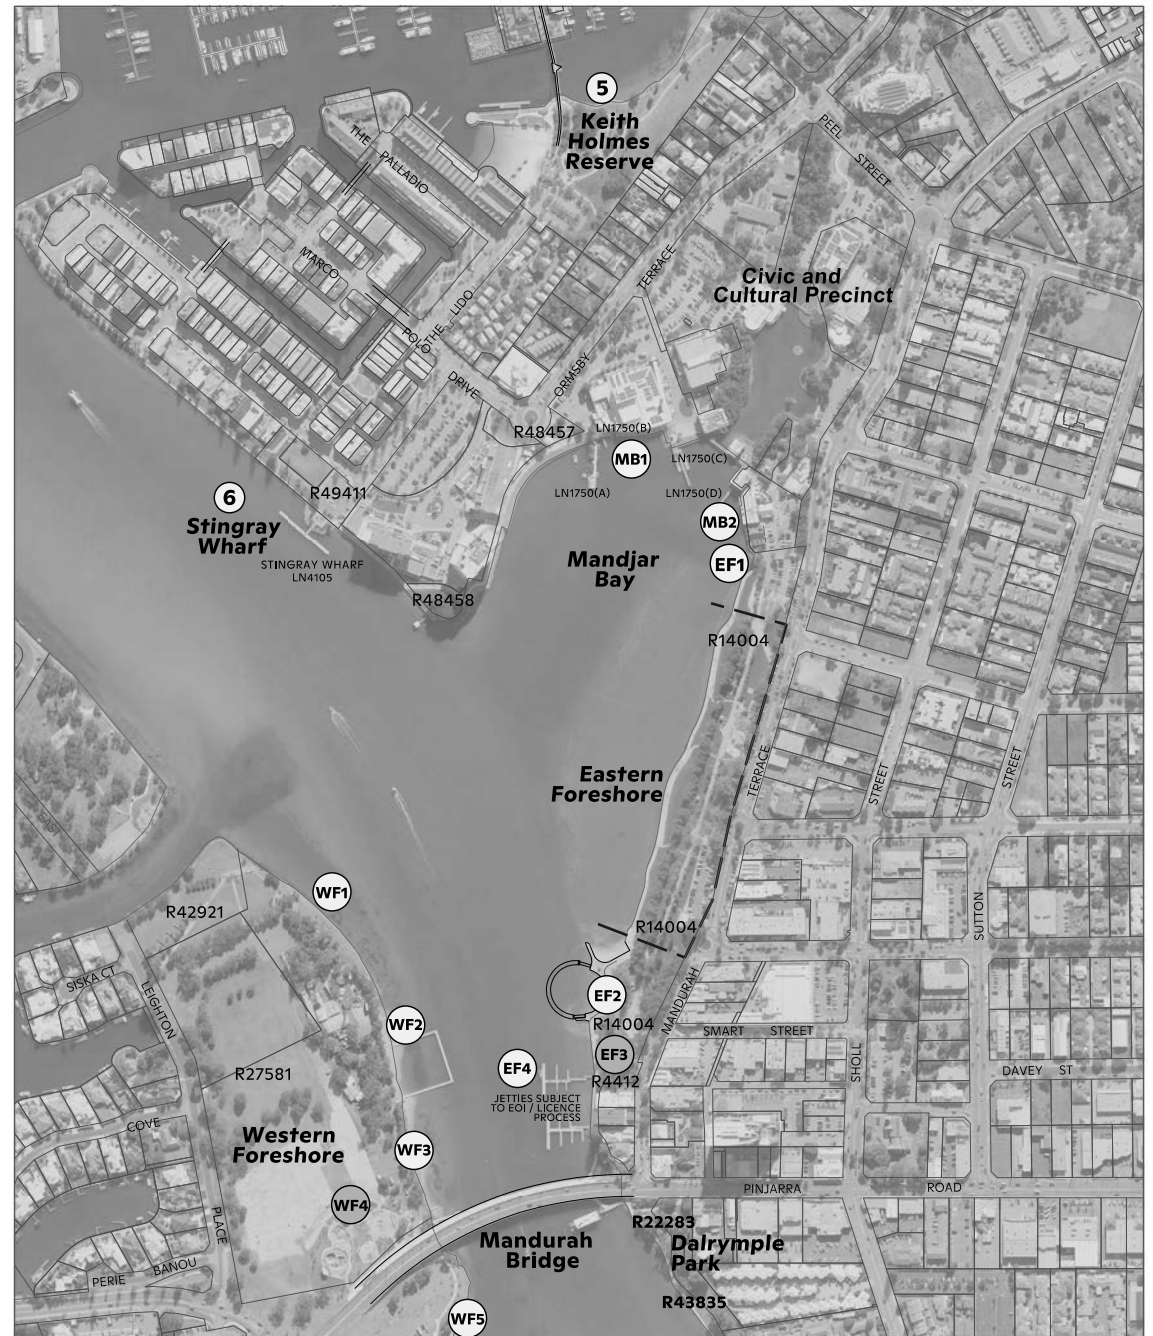 5
Keith
Holmes
Reserve
THE PALLADIO
PEEL
STREET
MARCO
POLO
DRIVE
THE LIDO
TERRACE
ORMSBY
Civic and
Cultural Precinct
R48457
LN1750(B)
MB1
LN1750(C)
LN1750(A)
LN1750(D)
R49411
6
Stingray
Wharf
STINGRAY WHARF
LN4105
MB2
Mandjar
Bay
EF1
R48458
R14004
Eastern
Foreshore
TERRACE
STREET
STREET
EAST
WF1
R42921
R14004
SUTTON
SISKA CT
LEIGHTON
EF2
MANDURAH
WF2
R14004
SMART STREET
EF3
EF4
R4412
R27581
SHOLL
DAVEY ST
JETTIES SUBJECT
TO EOI / LICENCE
PROCESS
COVE
Western
Foreshore
WF3
PINJARRA ROAD
WF4
PLACE
R22283
Mandurah
Bridge
Dalrymple
Park
PERIE BANOU
R43835
WF5